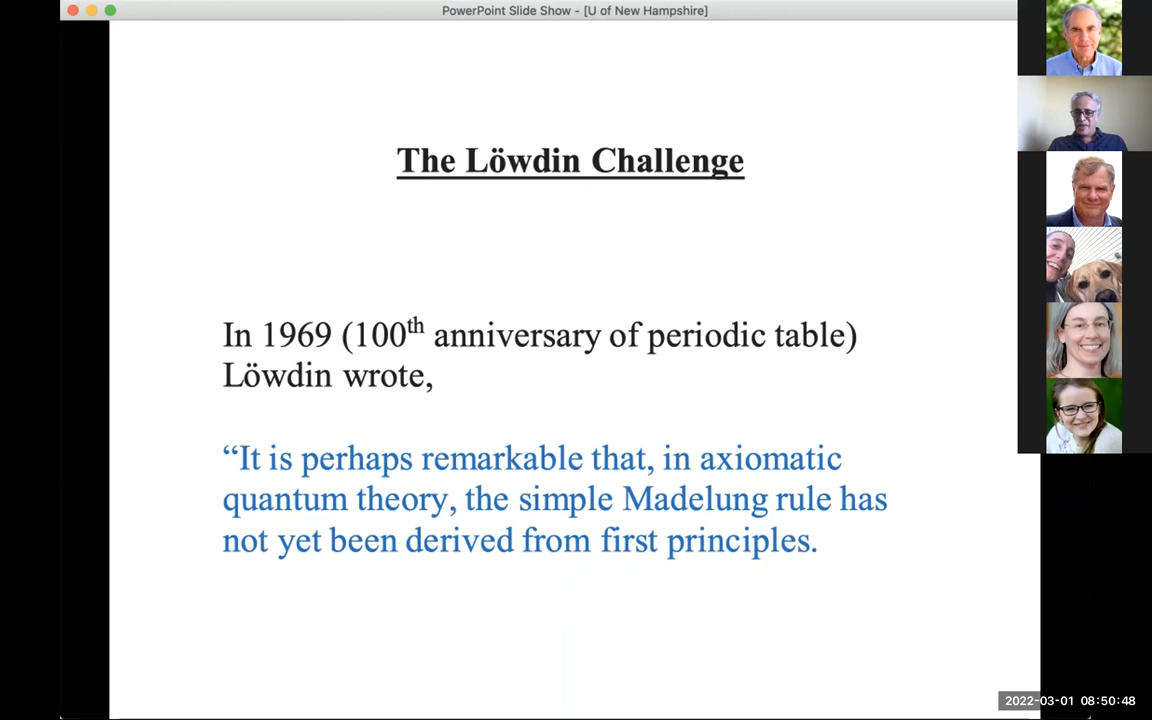 PowerPoint Slide Show - [U of New Hampshire]
The Löwdin Challenge
In 1969 (100th anniversary of periodic table)
Löwdin wrote,
“It is perhaps remarkable that, in axiomatic
quantum theory, the simple Madelung rule has
not yet been derived from first principles.
2022-03-01 08:50:48